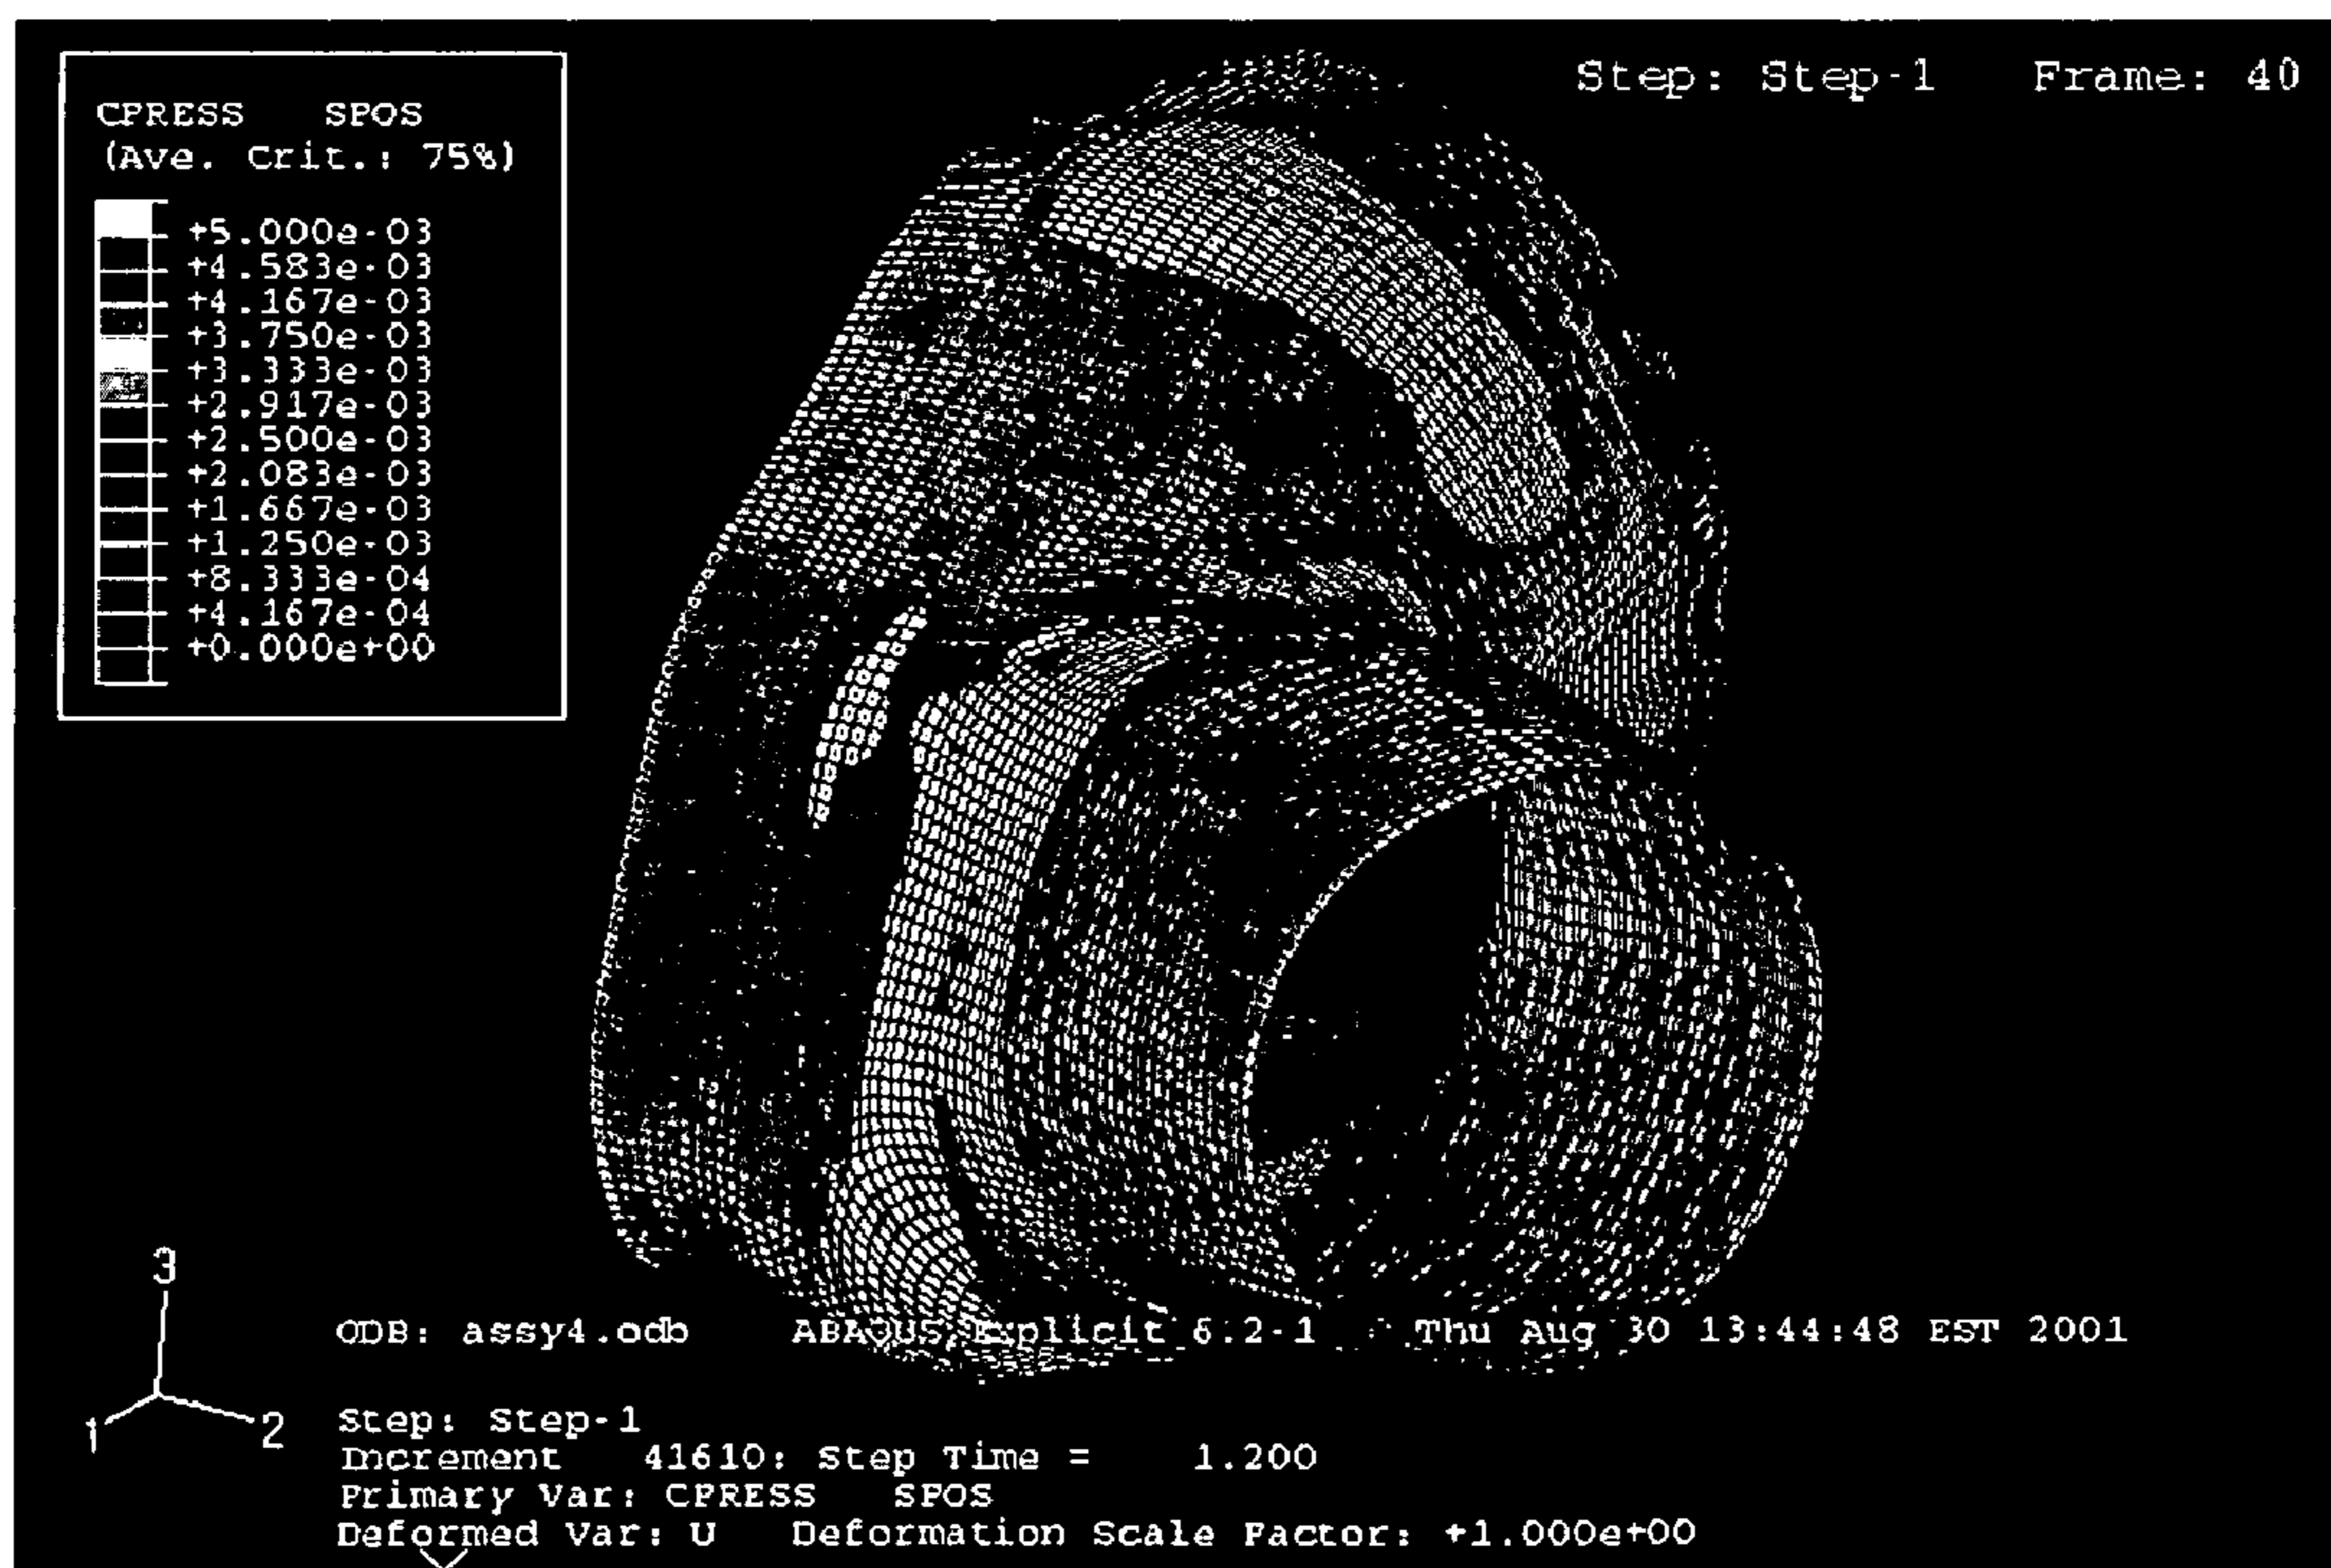 Step: Step-1 Frame: 40
CPRESS SPOS
(Ave. Crit.: 75%)
+5.000e-03
+4.583e-03
+4.167e-03
+3.750e-03
+3.333e-03
+2.917e-03
+2.500e-03
+2.083e-03
+1.667e-03
+1.250e-03
+8.333e-04
+4.167e-04
+0.000e+00
3
1
2
ODB: assy4.odb ABAQUS/Explicit 6.2-1 Thu Aug 30 13:44:48 EST 2001
Step: Step-1
Increment 41610: Step Time = 1.200
Primary Var: CPRESS SPOS
Deformed Var: U Deformation Scale Factor: +1.000e+00